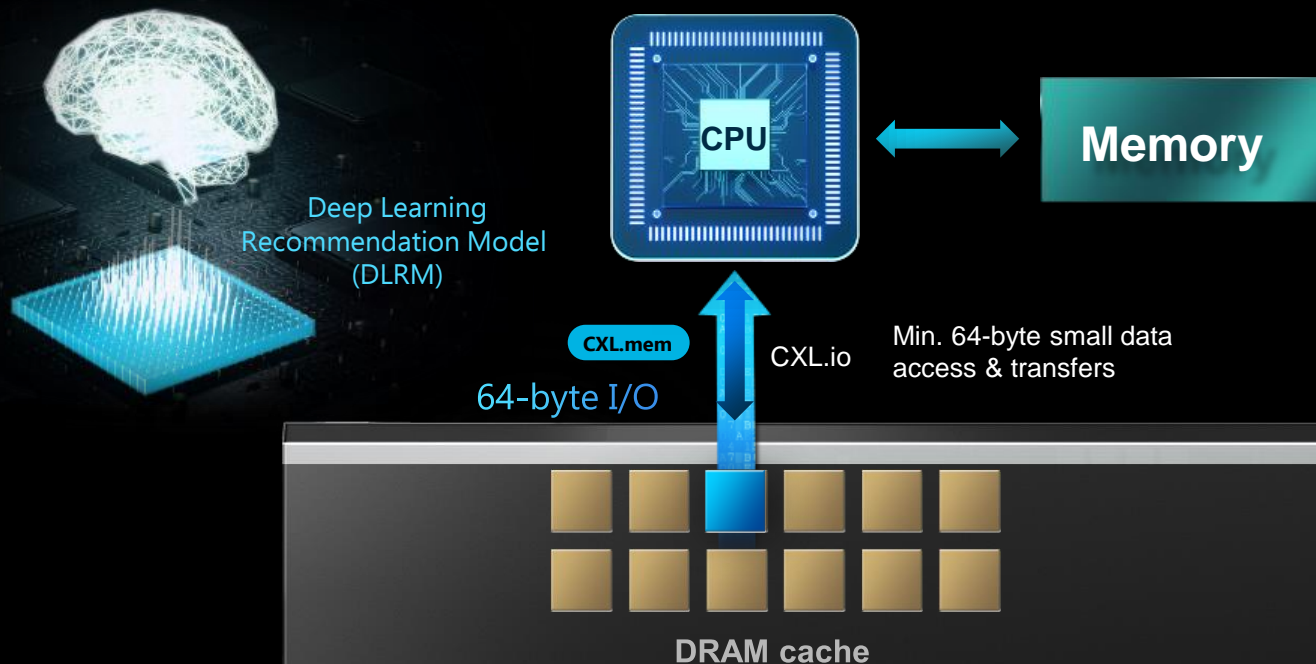 CPU
Memory
Deep Learning
Recommendation Model
(DLRM)
CXL.mem
CXL.io
Min. 64-byte small data
access & transfers
64-byte I/O
DRAM cache